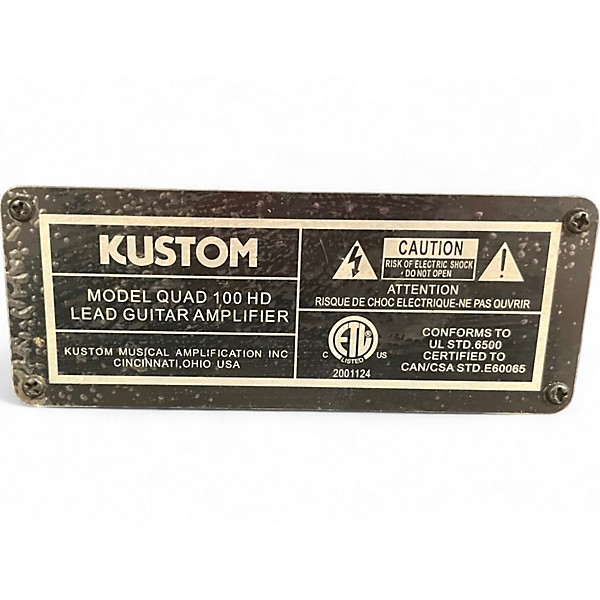 KUSTOM
MODEL QUAD 100 HD
LEAD GUITAR AMPLIFIER
KUSTOM MUSICAL AMPLIFICATION INC
CINCINNATI,OHIO USA
CAUTION
RISK OF ELECTRIC SHOCK
DO NOT OPEN
ATTENTION
RISQUE DE CHOC ELECTRIQUE-NE PAS OUVRIR
ETL
C US
LISTED
2001124
CONFORMS TO
UL STD.6500
CERTIFIED TO
CAN/CSA STD.E60065